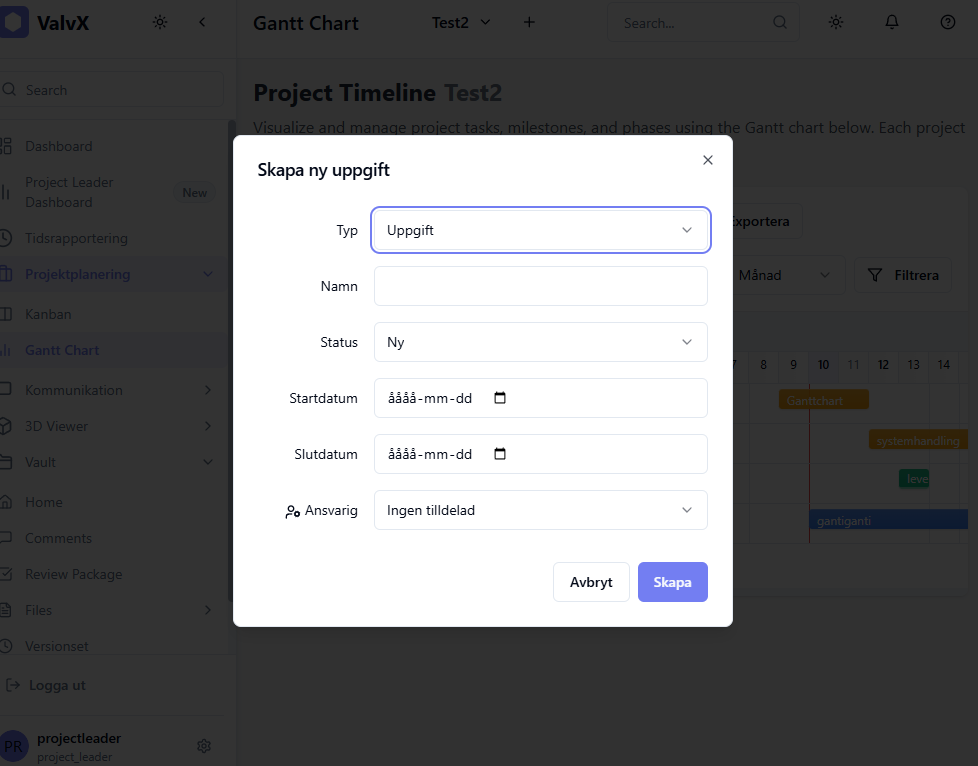 ValvX
Gantt Chart
Test2
Search...
Search
Project Timeline Test2
Visualize and manage project tasks, milestones, and phases using the Gantt chart below. Each project
Dashboard
Project Leader
Dashboard
New
Tidsrapportering
Projektplanering
Kanban
Gantt Chart
Kommunikation
3D Viewer
Vault
Home
Comments
Review Package
Files
Versionset
Logga ut
PR
projectleader
project_leader
Skapa ny uppgift
Typ
Uppgift
Namn
Status
Ny
Startdatum
åååå-mm-dd
Slutdatum
åååå-mm-dd
Ansvarig
Ingen tilldelad
Avbryt
Skapa
Exportera
Månad
Filtrera
7 8 9 10 11 12 13 14
Ganttchart
systemhandling
leve
gantiganti